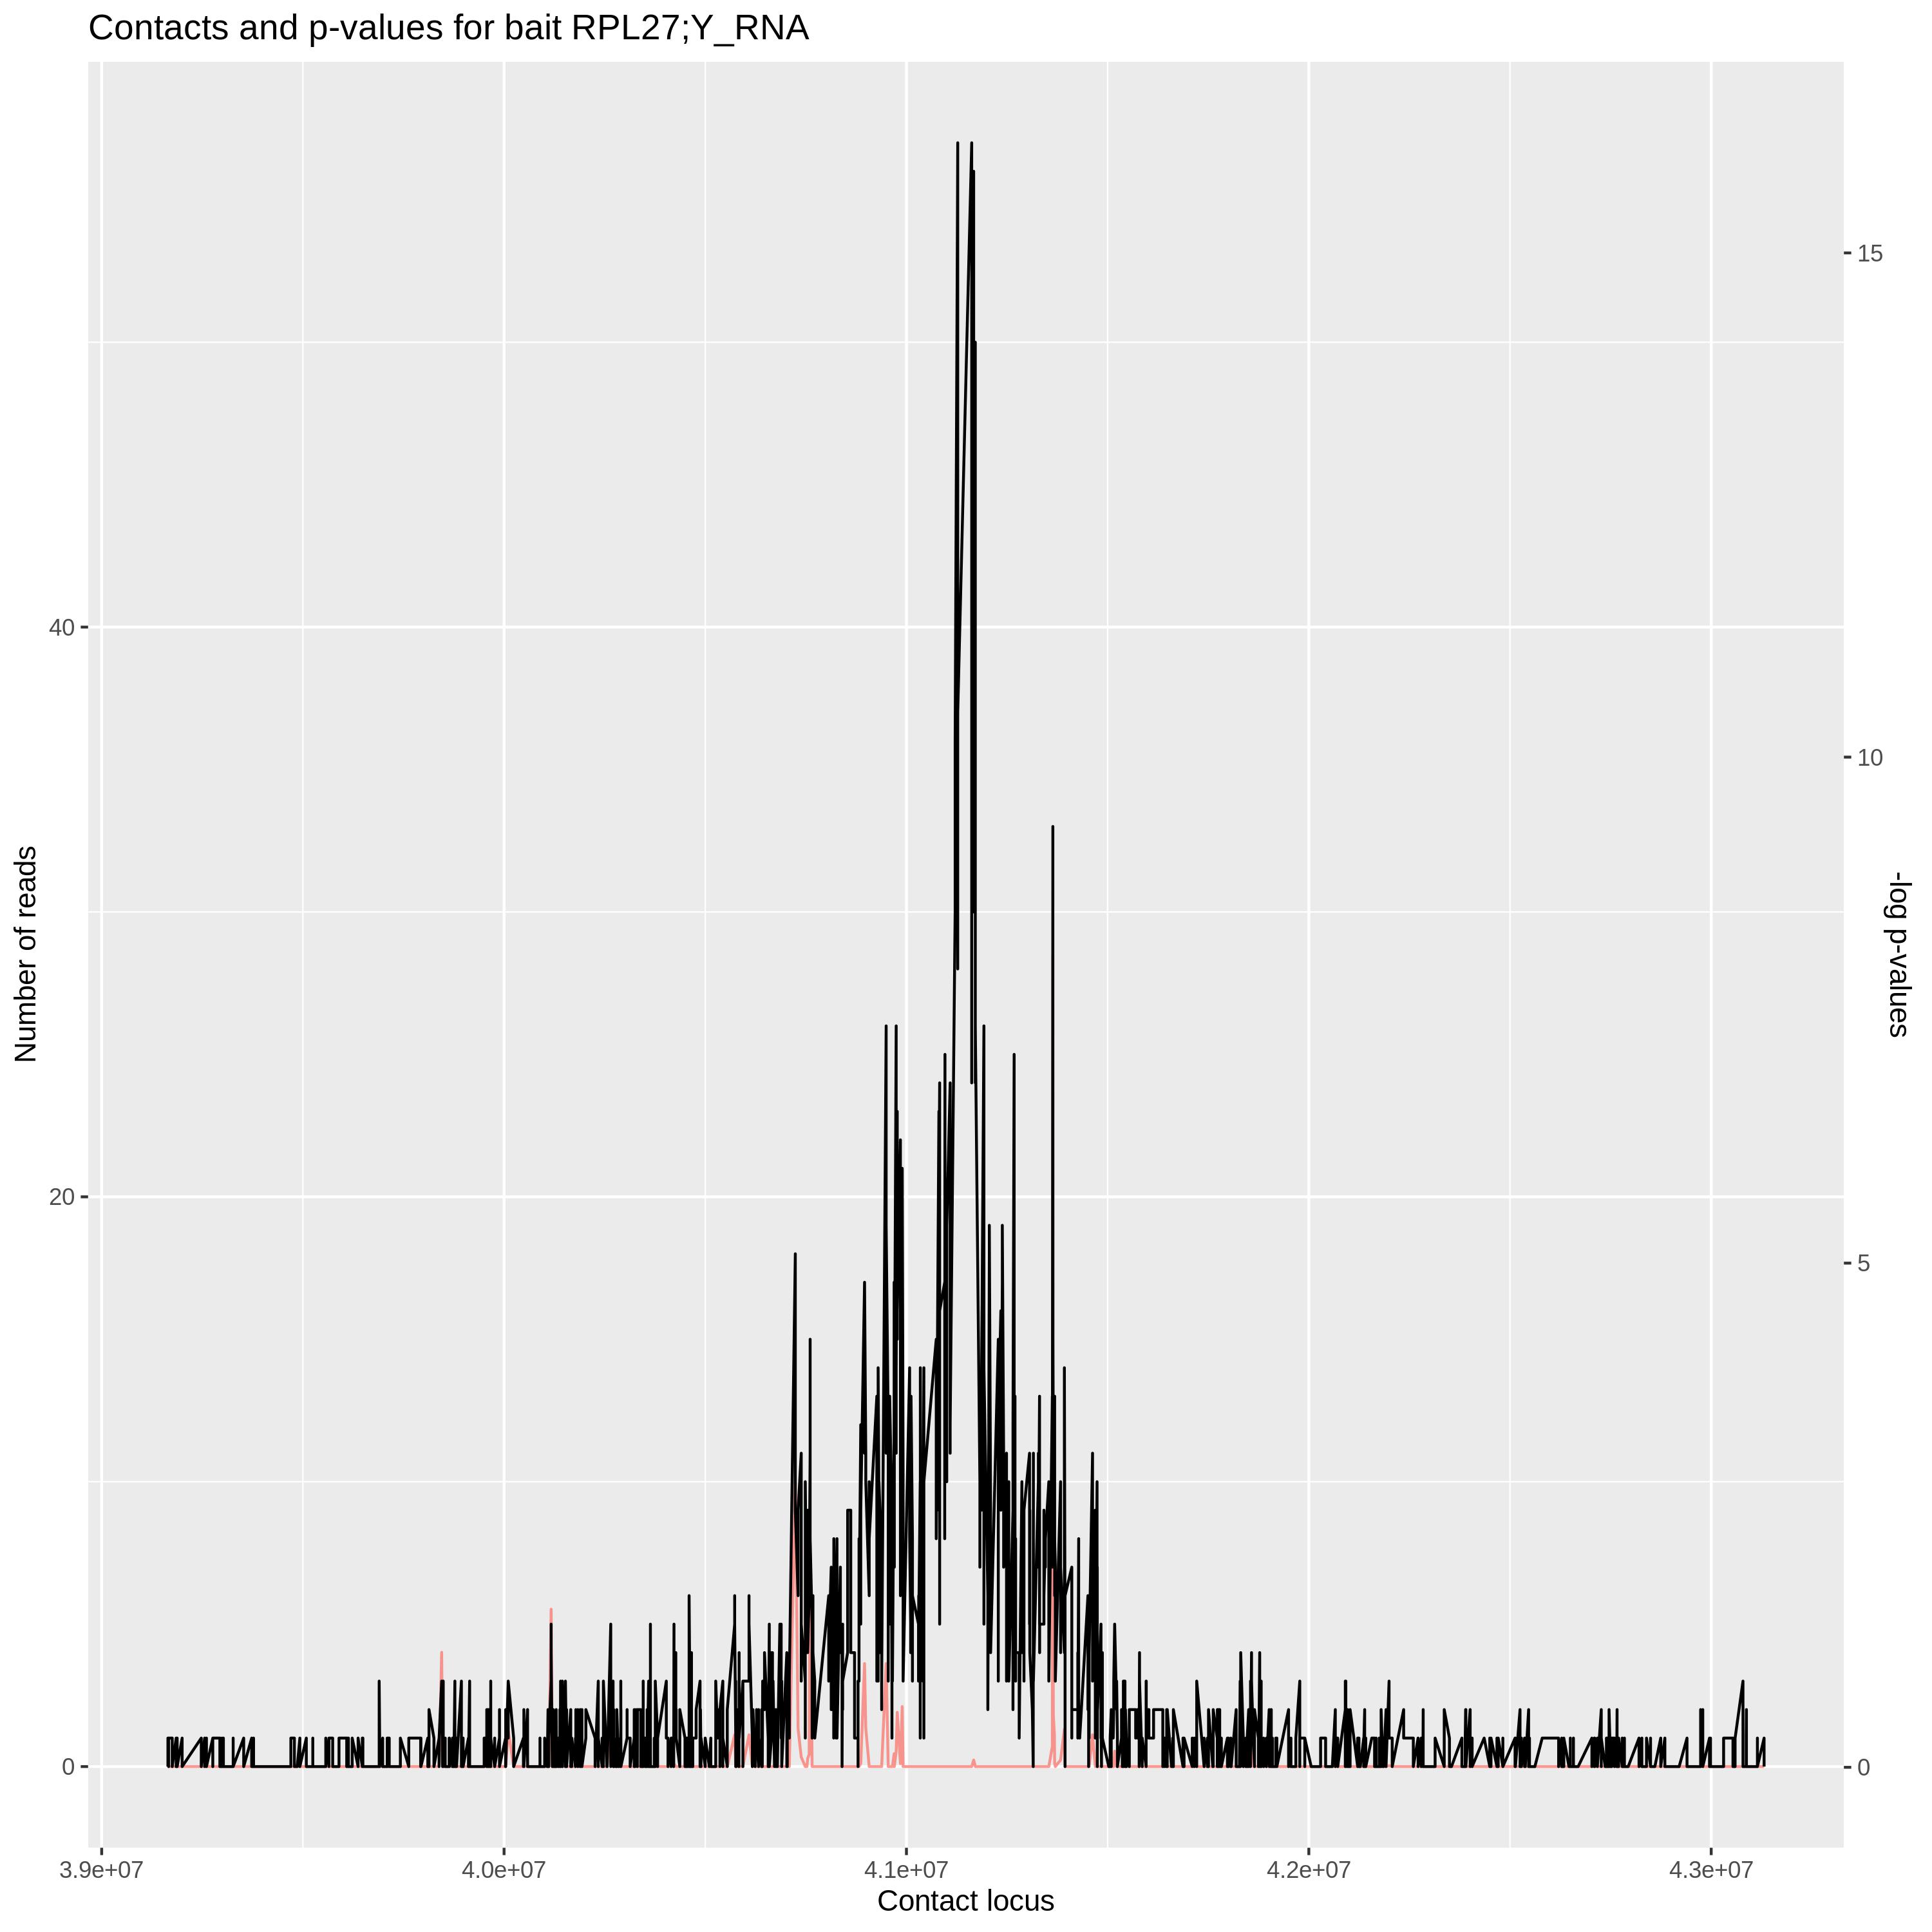 Contacts and p-values for bait RPL27;Y_RNA
15
40
10
Number of reads
-log p-values
20
5
0
0
3.9e+07
4.0e+07
4.1e+07
4.2e+07
4.3e+07
Contact locus